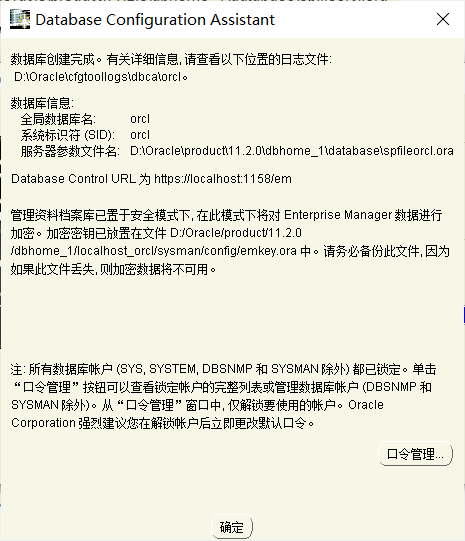 Database Configuration Assistant
数据库创建完成。有关详细信息, 请查看以下位置的日志文件:
D:\Oracle\cfgtoollogs\dbca\orcl。
数据库信息:
全局数据库名: orcl
系统标识符 (SID): orcl
服务器参数文件名: D:\Oracle\product\11.2.0\dbhome_1\database\spfileorcl.ora
Database Control URL 为 https://localhost:1158/em
管理资料档案库已置于安全模式下, 在此模式下将对 Enterprise Manager 数据进行
加密。加密密钥已放置在文件 D:/Oracle/product/11.2.0
/dbhome_1/localhost_orcl/sysman/config/emkey.ora 中。请务必备份此文件, 因为
如果此文件丢失, 则加密数据将不可用。
注: 所有数据库帐户 (SYS, SYSTEM, DBSNMP 和 SYSMAN 除外) 都已锁定。单击
“口令管理”按钮可以查看锁定帐户的完整列表或管理数据库帐户 (DBSNMP 和
SYSMAN 除外)。从“口令管理”窗口中, 仅解锁要使用的帐户。Oracle
Corporation 强烈建议您在解锁帐户后立即更改默认口令。
口令管理...
确定